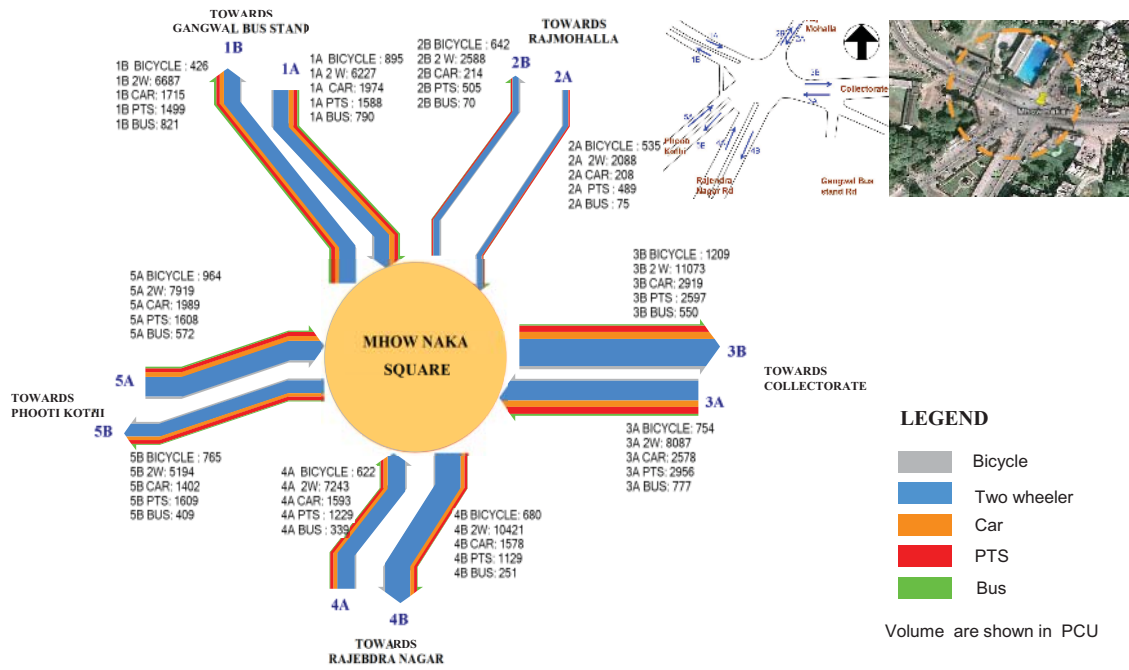 TOWARDS
GANGWAL BUS STAND
1B
1A
1B BICYCLE : 426
1B 2W: 6687
1B CAR: 1715
1B PTS: 1499
1B BUS: 821
1A BICYCLE : 895
1A 2 W: 6227
1A CAR: 1974
1A PTS : 1588
1A BUS: 790
TOWARDS
RAJMOHALLA
2B
2A
2B BICYCLE : 642
2B 2 W: 2588
2B CAR: 214
2B PTS: 505
2B BUS: 70
2A BICYCLE : 535
2A 2W: 2088
2A CAR: 208
2A PTS: 489
2A BUS : 75
Mohalla
1A
1B
2B
3B
Collectorate
5A
4B
Phooti
Kothi
Rajendra
Nagar Rd
Gangwal Bus
stand Rd
3B BICYCLE : 1209
3B 2 W: 11073
3B CAR: 2919
3B PTS : 2597
3B BUS: 550
3B
TOWARDS
COLLECTORATE
3A
3A BICYCLE: 754
3A 2W: 8087
3A CAR: 2578
3A PTS: 2956
3A BUS: 777
MHOW NAKA
SQUARE
5A BICYCLE : 964
5A 2W: 7919
5A CAR: 1989
5A PTS: 1608
5A BUS: 572
5A
TOWARDS
PHOOTI
5B
5B BICYCLE : 765
5B 2W: 5194
5B CAR: 1402
5B PTS : 1609
5B BUS: 409
4A BICYCLE : 622
4A 2W: 7243
4A CAR: 1593
4A PTS : 1229
4A BUS : 339
4B BICYCLE: 680
4B 2W: 10421
4B CAR: 1578
4B PTS: 1129
4B BUS: 251
4A
4B
TOWARDS
RAJEBDRA NAGAR
LEGEND
Bicycle
Two wheeler
Car
PTS
Bus
Volume are shown in PCU